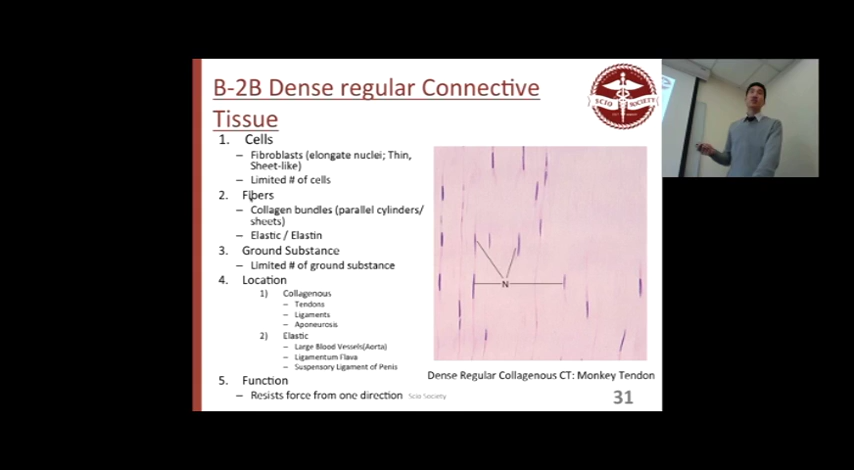 B-2B Dense regular Connective
Tissue
SCIO SOCIETY
1. Cells
– Fibroblasts (elongate nuclei; Thin,
Sheet-like)
– Limited # of cells
2. Fibers
– Collagen bundles (parallel cylinders/
sheets)
– Elastic / Elastin
3. Ground Substance
– Limited # of ground substance
4. Location
1) Collagenous
– Tendons
– Ligaments
– Aponeurosis
2) Elastic
– Large Blood Vessels(Aorta)
– Ligamentum Flava
– Suspensory Ligament of Penis
5. Function
– Resists force from one direction
N
Dense Regular Collagenous CT: Monkey Tendon
Scio Society
31